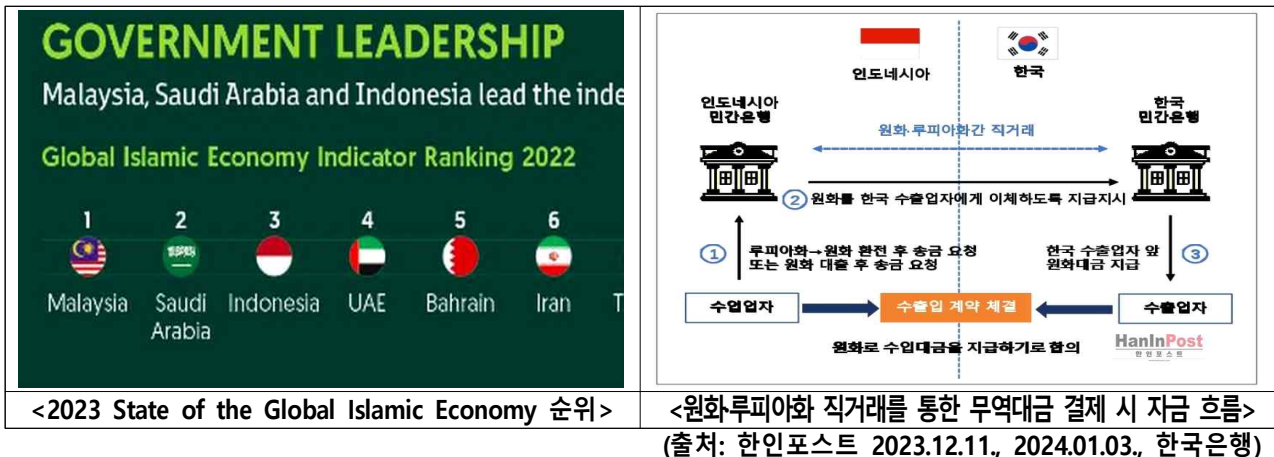 GOVERNMENT LEADERSHIP
Malaysia, Saudi Arabia and Indonesia lead the inde
Global Islamic Economy Indicator Ranking 2022
1 2 3 4 5 6
Malaysia Saudi Arabia Indonesia UAE Bahrain Iran T
<2023 State of the Global Islamic Economy 순위>
인도네시아 한국
인도네시아 민간은행
한국 민간은행
원화·루피아화간 직거래
② 원화를 한국 수출업자에게 이체하도록 지급지시
① 루피아화→원화 환전 후 송금 요청
또는 원화 대출 후 송금 요청
한국 수출업자 앞
원화대금 지급 ③
수입업자 수출입 계약 체결 수출업자
원화로 수입대금을 지급하기로 합의
HanInPost
한인포스트
<원화·루피아화 직거래를 통한 무역대금 결제 시 자금 흐름>
(출처: 한인포스트 2023.12.11., 2024.01.03., 한국은행)